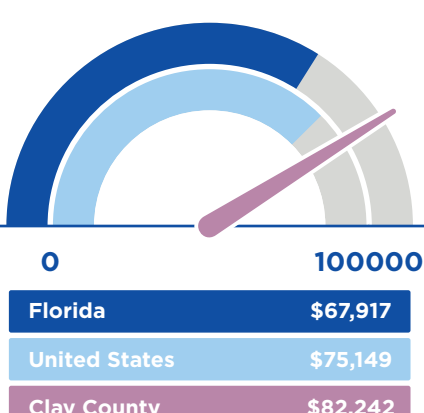 0 100000
Florida $67,917
United States $75,149
Clay County $82,242